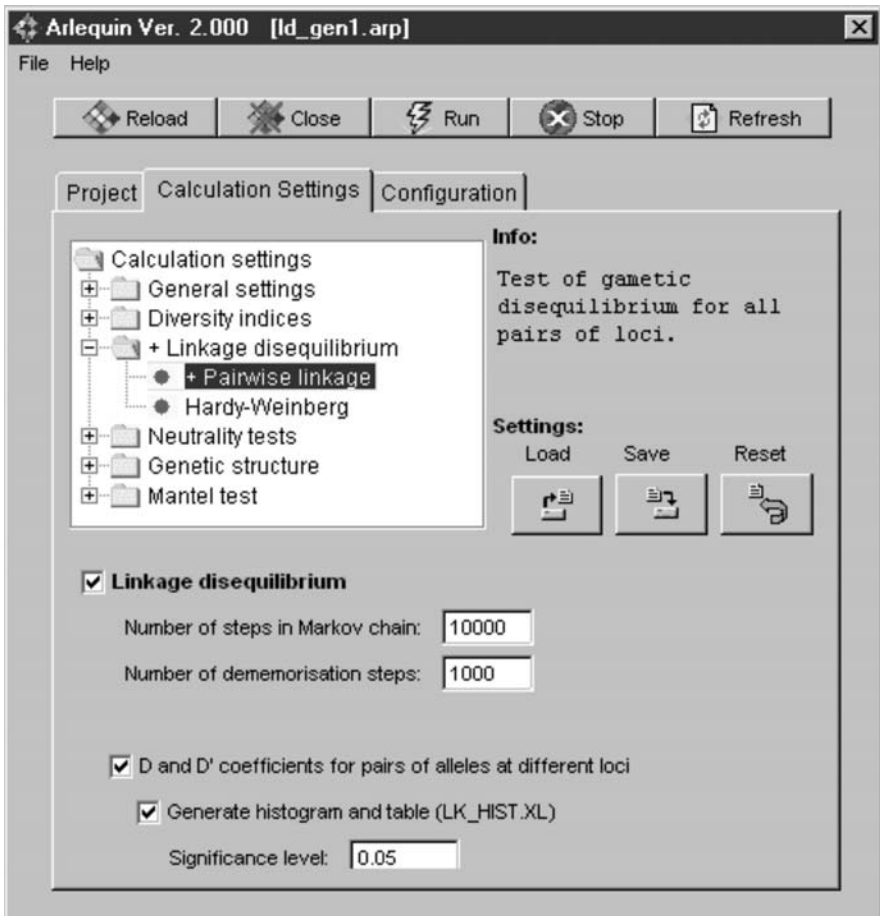 Arlequin Ver. 2.000 [ld_gen1.arp]
File Help
Reload Close Run Stop Refresh
Project Calculation Settings Configuration
Calculation settings
+ General settings
+ Diversity indices
- + Linkage disequilibrium
+ Pairwise linkage
Hardy-Weinberg
+ Neutrality tests
+ Genetic structure
+ Mantel test
Info:
Test of gametic
disequilibrium for all
pairs of loci.
Settings:
Load Save Reset
Linkage disequilibrium
Number of steps in Markov chain: 10000
Number of dememorisation steps: 1000
D and D' coefficients for pairs of alleles at different loci
Generate histogram and table (LK_HIST.XL)
Significance level: 0.05